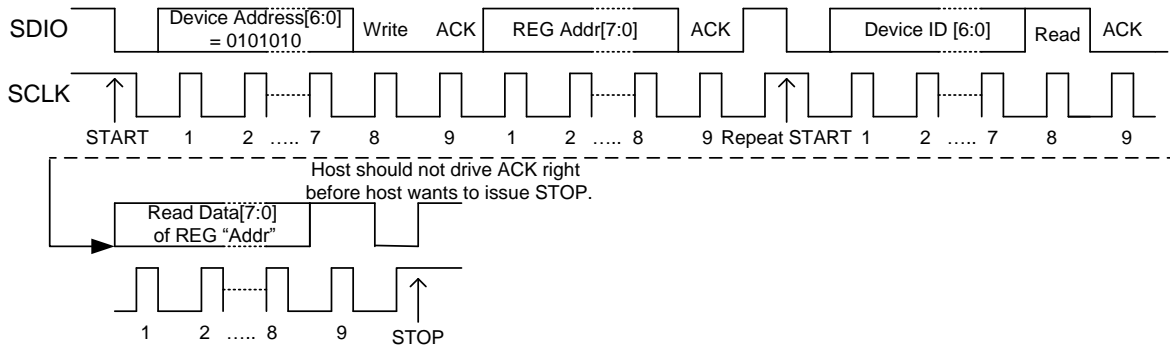 SDIO
Device Address[6:0]
= 0101010
Write
ACK
REG Addr[7:0]
ACK
Device ID [6:0]
Read
ACK
SCLK
START
1
2
…..
7
8
9
1
2
…..
8
9
Repeat START
1
2
…..
7
8
9
Host should not drive ACK right
before host wants to issue STOP.
Read Data[7:0]
of REG “Addr”
1
2
…..
8
9
STOP